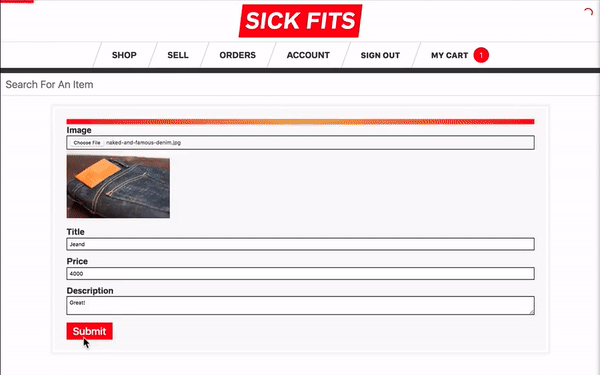 SICK FITS
SHOP SELL ORDERS ACCOUNT SIGN OUT MY CART 1
Search For An Item
Image
Choose File naked-and-famous-denim.jpg
Title
Jeand
Price
4000
Description
Great!
Submit